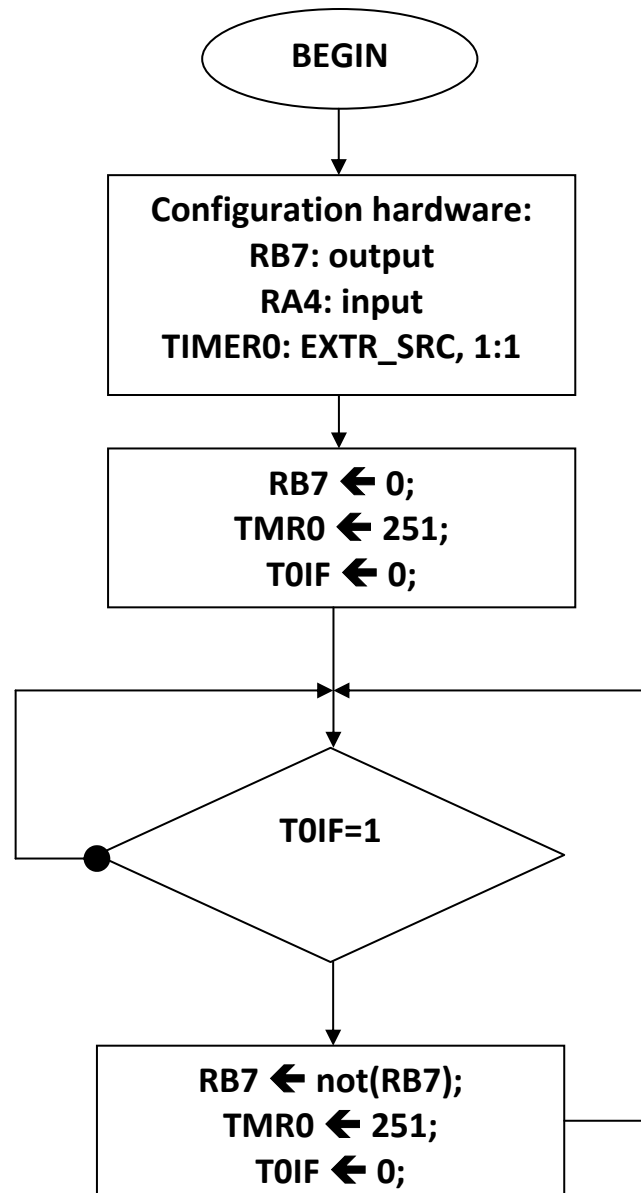 BEGIN
Configuration hardware:
RB7: output
RA4: input
TIMER0: EXTR_SRC, 1:1
RB7 🡸 0;
TMR0 🡸 251;
T0IF 🡸 0;
T0IF=1
RB7 🡸 not(RB7);
TMR0 🡸 251;
T0IF 🡸 0;